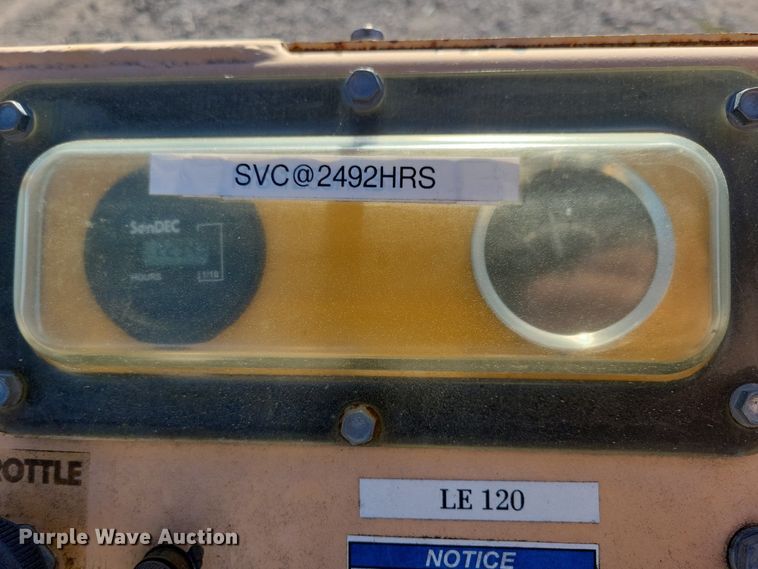 SVC@2492HRS
SenDEC
HOURS
1/10
ROTTLE
LE 120
NOTICE
Purple Wave Auction